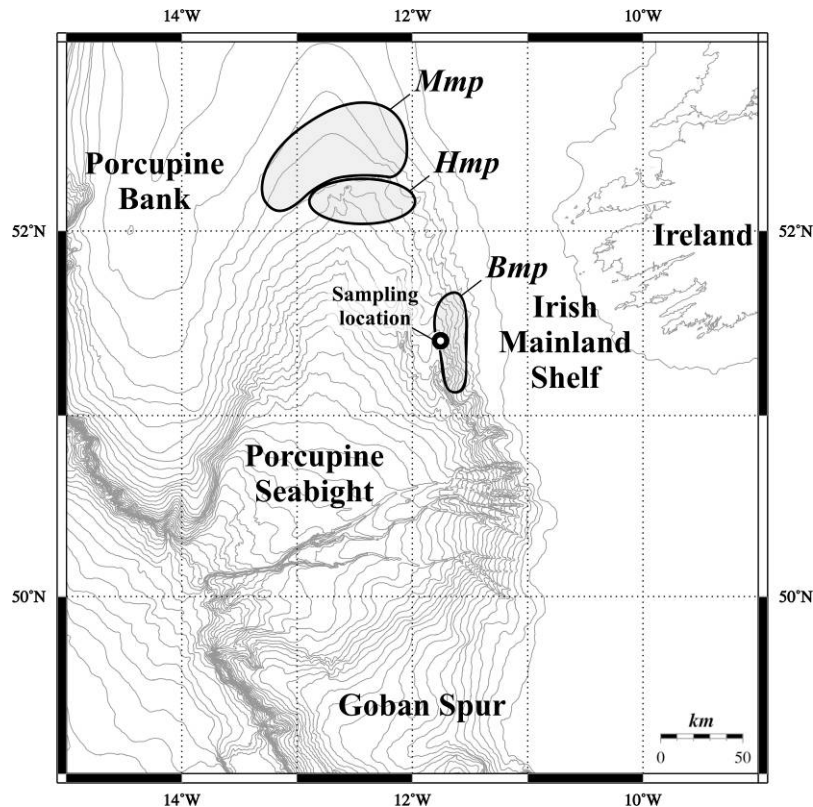 14°W 12°W 10°W
Mmp
Hmp
Porcupine
Bank
52°N
52°N
Ireland
Bmp
Sampling
location
Irish
Mainland
Shelf
Porcupine
Seabight
50°N
50°N
Goban Spur
km
0 50
14°W 12°W 10°W